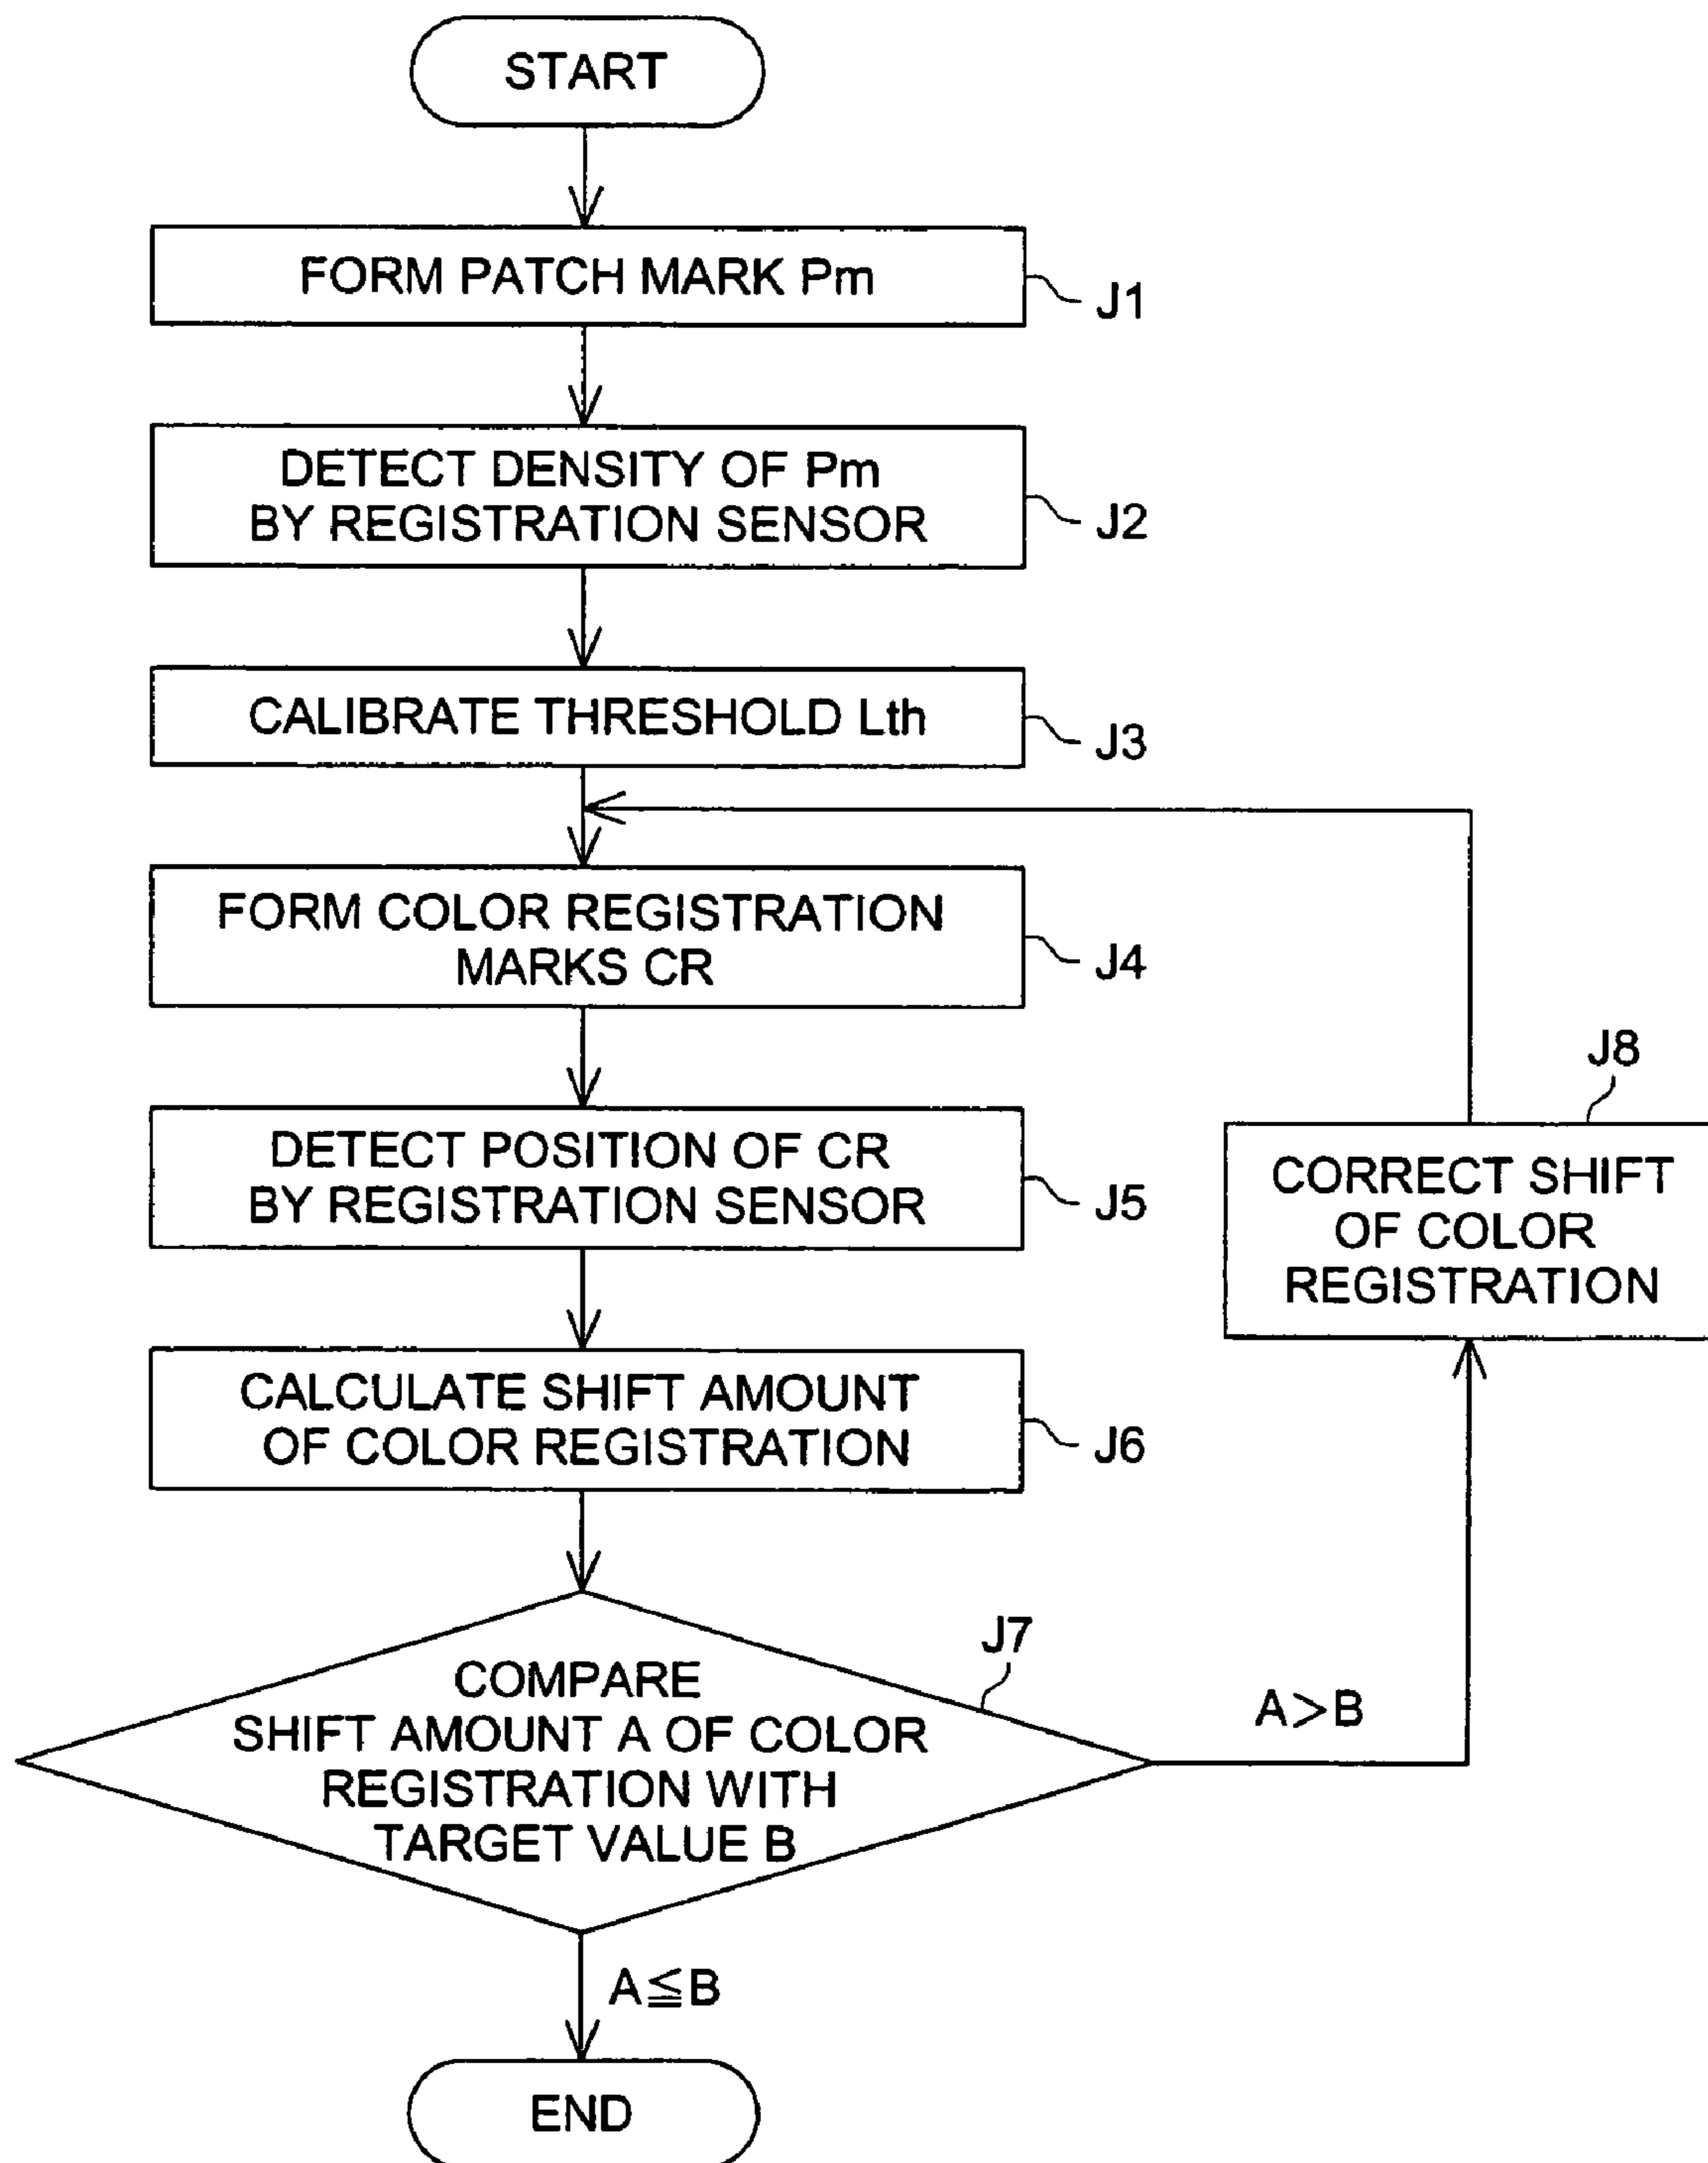 START
FORM PATCH MARK Pm
J1
DETECT DENSITY OF Pm
BY REGISTRATION SENSOR
J2
CALIBRATE THRESHOLD Lth
J3
FORM COLOR REGISTRATION
MARKS CR
J4
DETECT POSITION OF CR
BY REGISTRATION SENSOR
J5
J8
CORRECT SHIFT
OF COLOR
REGISTRATION
CALCULATE SHIFT AMOUNT
OF COLOR REGISTRATION
J6
J7
COMPARE
SHIFT AMOUNT A OF COLOR
REGISTRATION WITH
TARGET VALUE B
A>B
A≦B
END